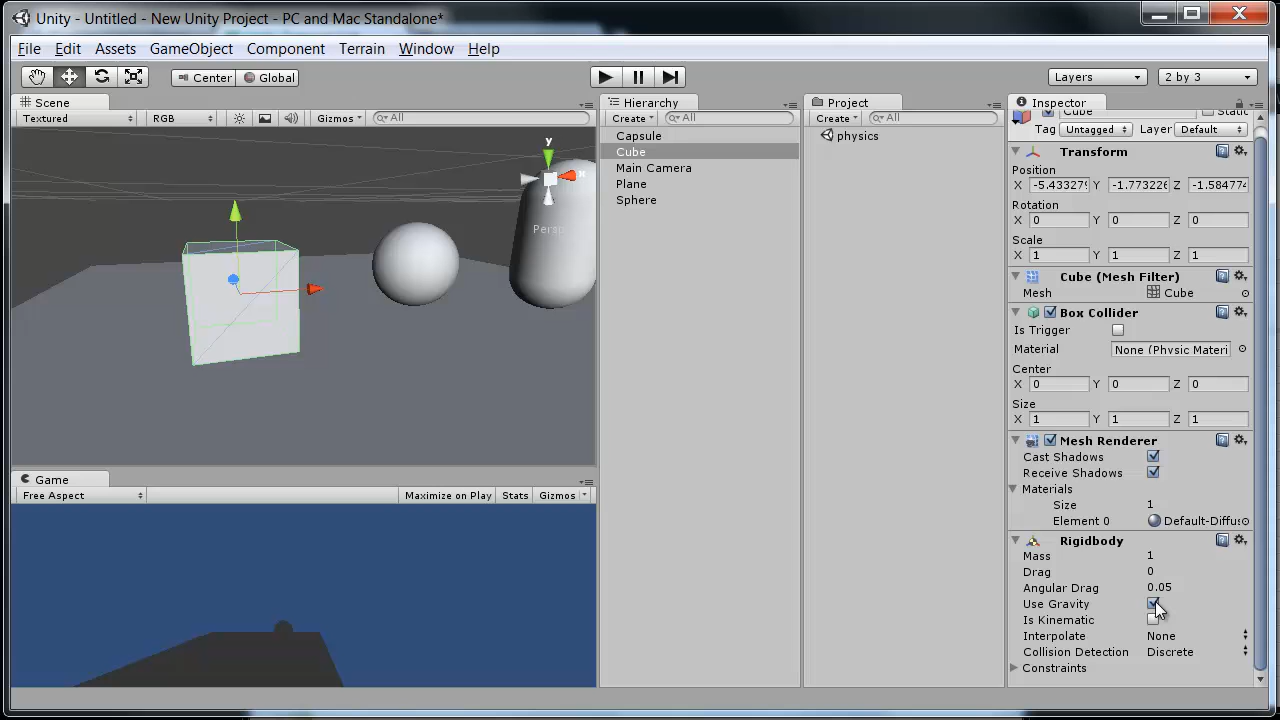 Unity - Untitled - New Unity Project - PC and Mac Standalone*
File Edit Assets GameObject Component Terrain Window Help
Center Global Layers 2 by 3
Scene
Textured RGB Gizmos All
y
x
Persp
Game
Free Aspect Maximize on Play Stats Gizmos
Hierarchy
Create All
Capsule
Cube
Main Camera
Plane
Sphere
Project
Create All
physics
Inspector
Cube Static
Tag Untagged Layer Default
Transform
Position
X -5.433279 Y -1.773226 Z -1.584774
Rotation
X 0 Y 0 Z 0
Scale
X 1 Y 1 Z 1
Cube (Mesh Filter)
Mesh Cube
Box Collider
Is Trigger
Material None (Physic Materi
Center
X 0 Y 0 Z 0
Size
X 1 Y 1 Z 1
Mesh Renderer
Cast Shadows
Receive Shadows
Materials
Size 1
Element 0 Default-Diffus
Rigidbody
Mass 1
Drag 0
Angular Drag 0.05
Use Gravity
Is Kinematic
Interpolate None
Collision Detection Discrete
Constraints